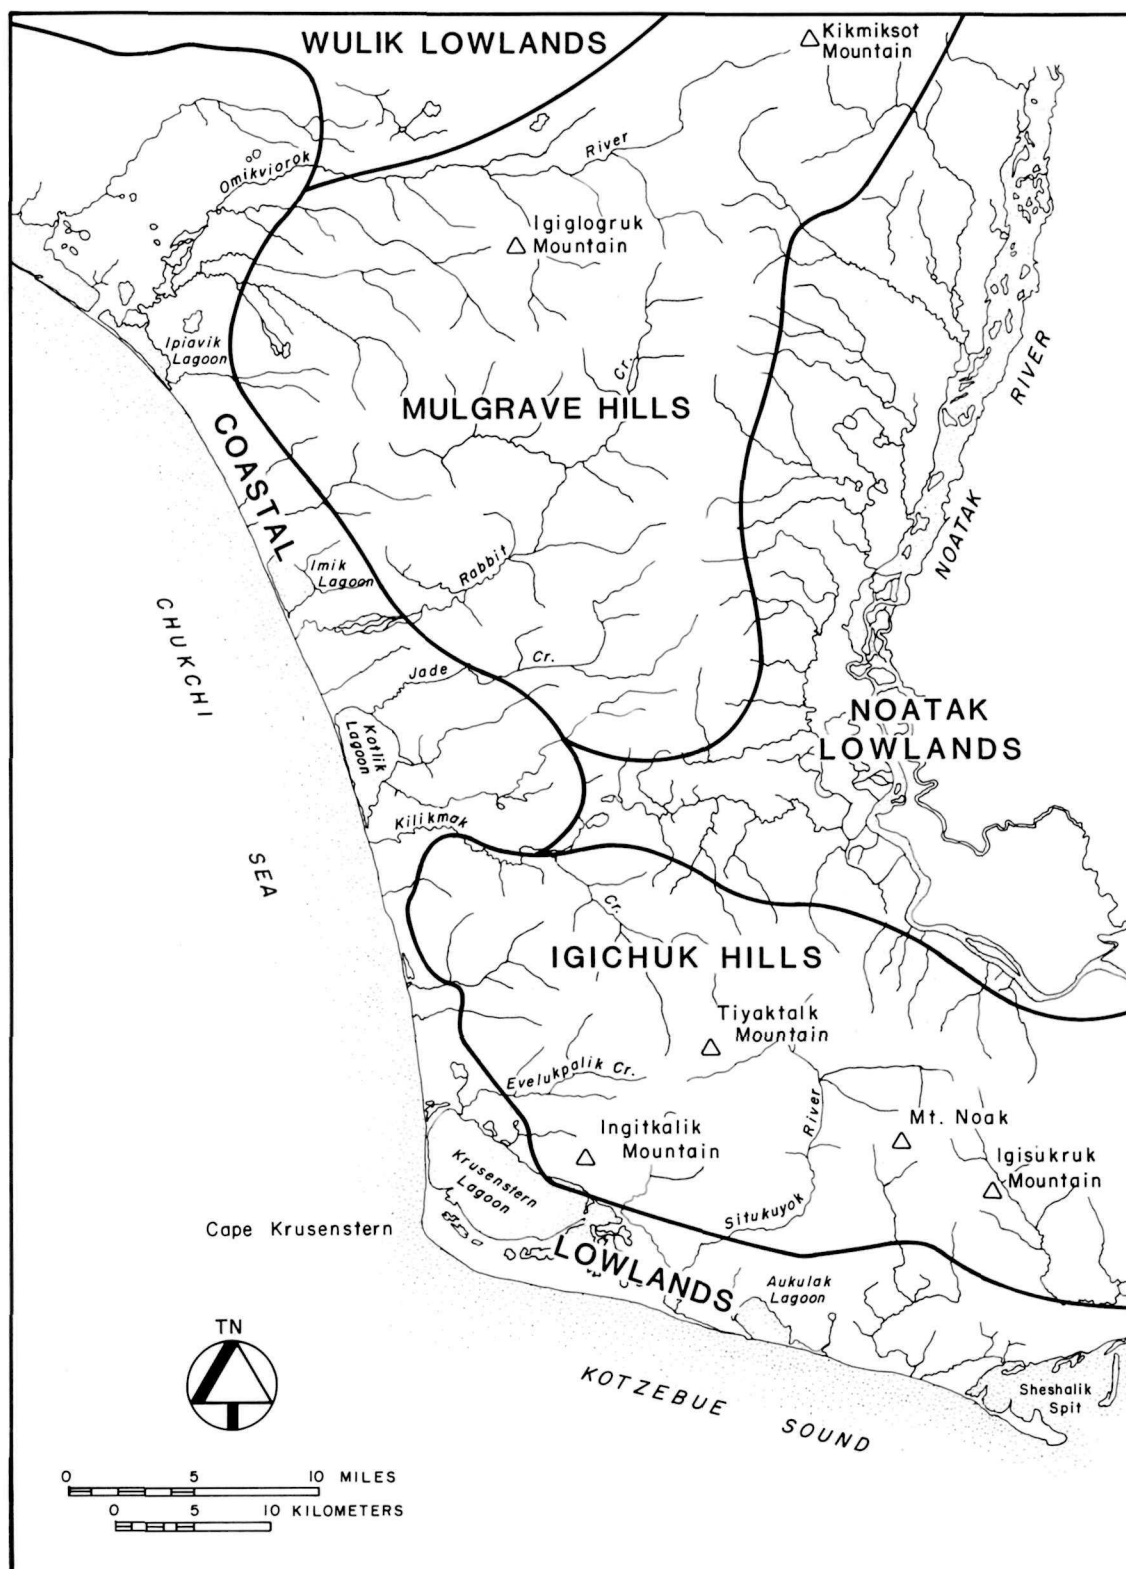 WULIK LOWLANDS
Kikmiksot
Mountain
River
Omikviorok
Igiglogruk
Mountain
Ipiavik
Lagoon
Cr.
RIVER
MULGRAVE HILLS
COASTAL
NOATAK
Imik
Lagoon
Rabbit
CHUKCHI
Jade
Cr.
Kotlik
Lagoon
NOATAK
LOWLANDS
Kilikmak
SEA
Cr.
IGICHUK HILLS
Tiyaktalk
Mountain
Evelukpalik Cr.
River
Mt. Noak
Ingitkalik
Mountain
Igisukruk
Mountain
Krusenstern
Lagoon
Situkuyok
Cape Krusenstern
LOWLANDS
Aukulak
Lagoon
TN
KOTZEBUE SOUND
Sheshalik
Spit
0 5 10 MILES
0 5 10 KILOMETERS